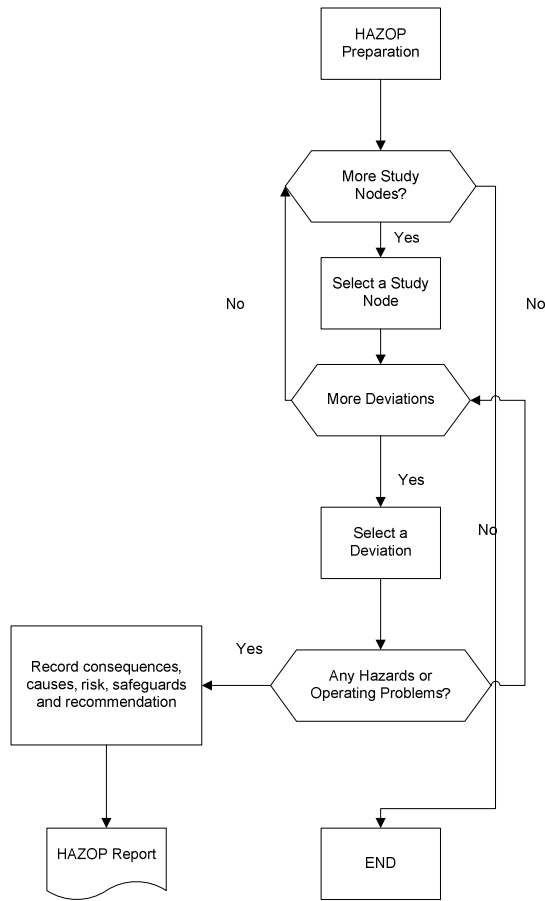 HAZOP
Preparation
More Study
Nodes?
Yes
Select a Study
Node
No
No
More Deviations
Yes
Select a
Deviation
No
Yes
Any Hazards or
Operating Problems?
Record consequences,
causes, risk, safeguards
and recommendation
HAZOP Report
END